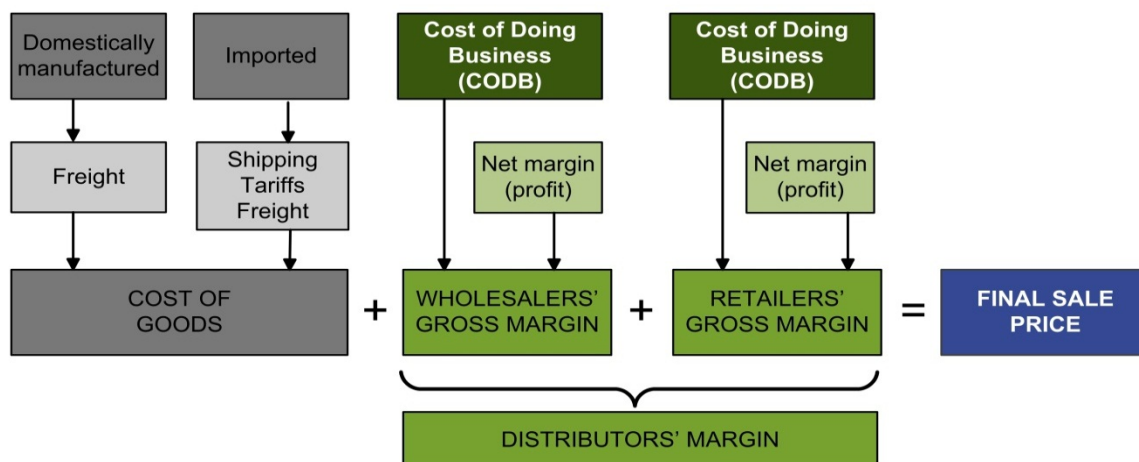 Domestically
manufactured
Imported
Cost of Doing
Business
(CODB)
Cost of Doing
Business
(CODB)
Freight
Shipping
Tariffs
Freight
Net margin
(profit)
Net margin
(profit)
COST OF
GOODS
+
WHOLESALERS’
GROSS MARGIN
+
RETAILERS’
GROSS MARGIN
=
FINAL SALE
PRICE
DISTRIBUTORS’ MARGIN